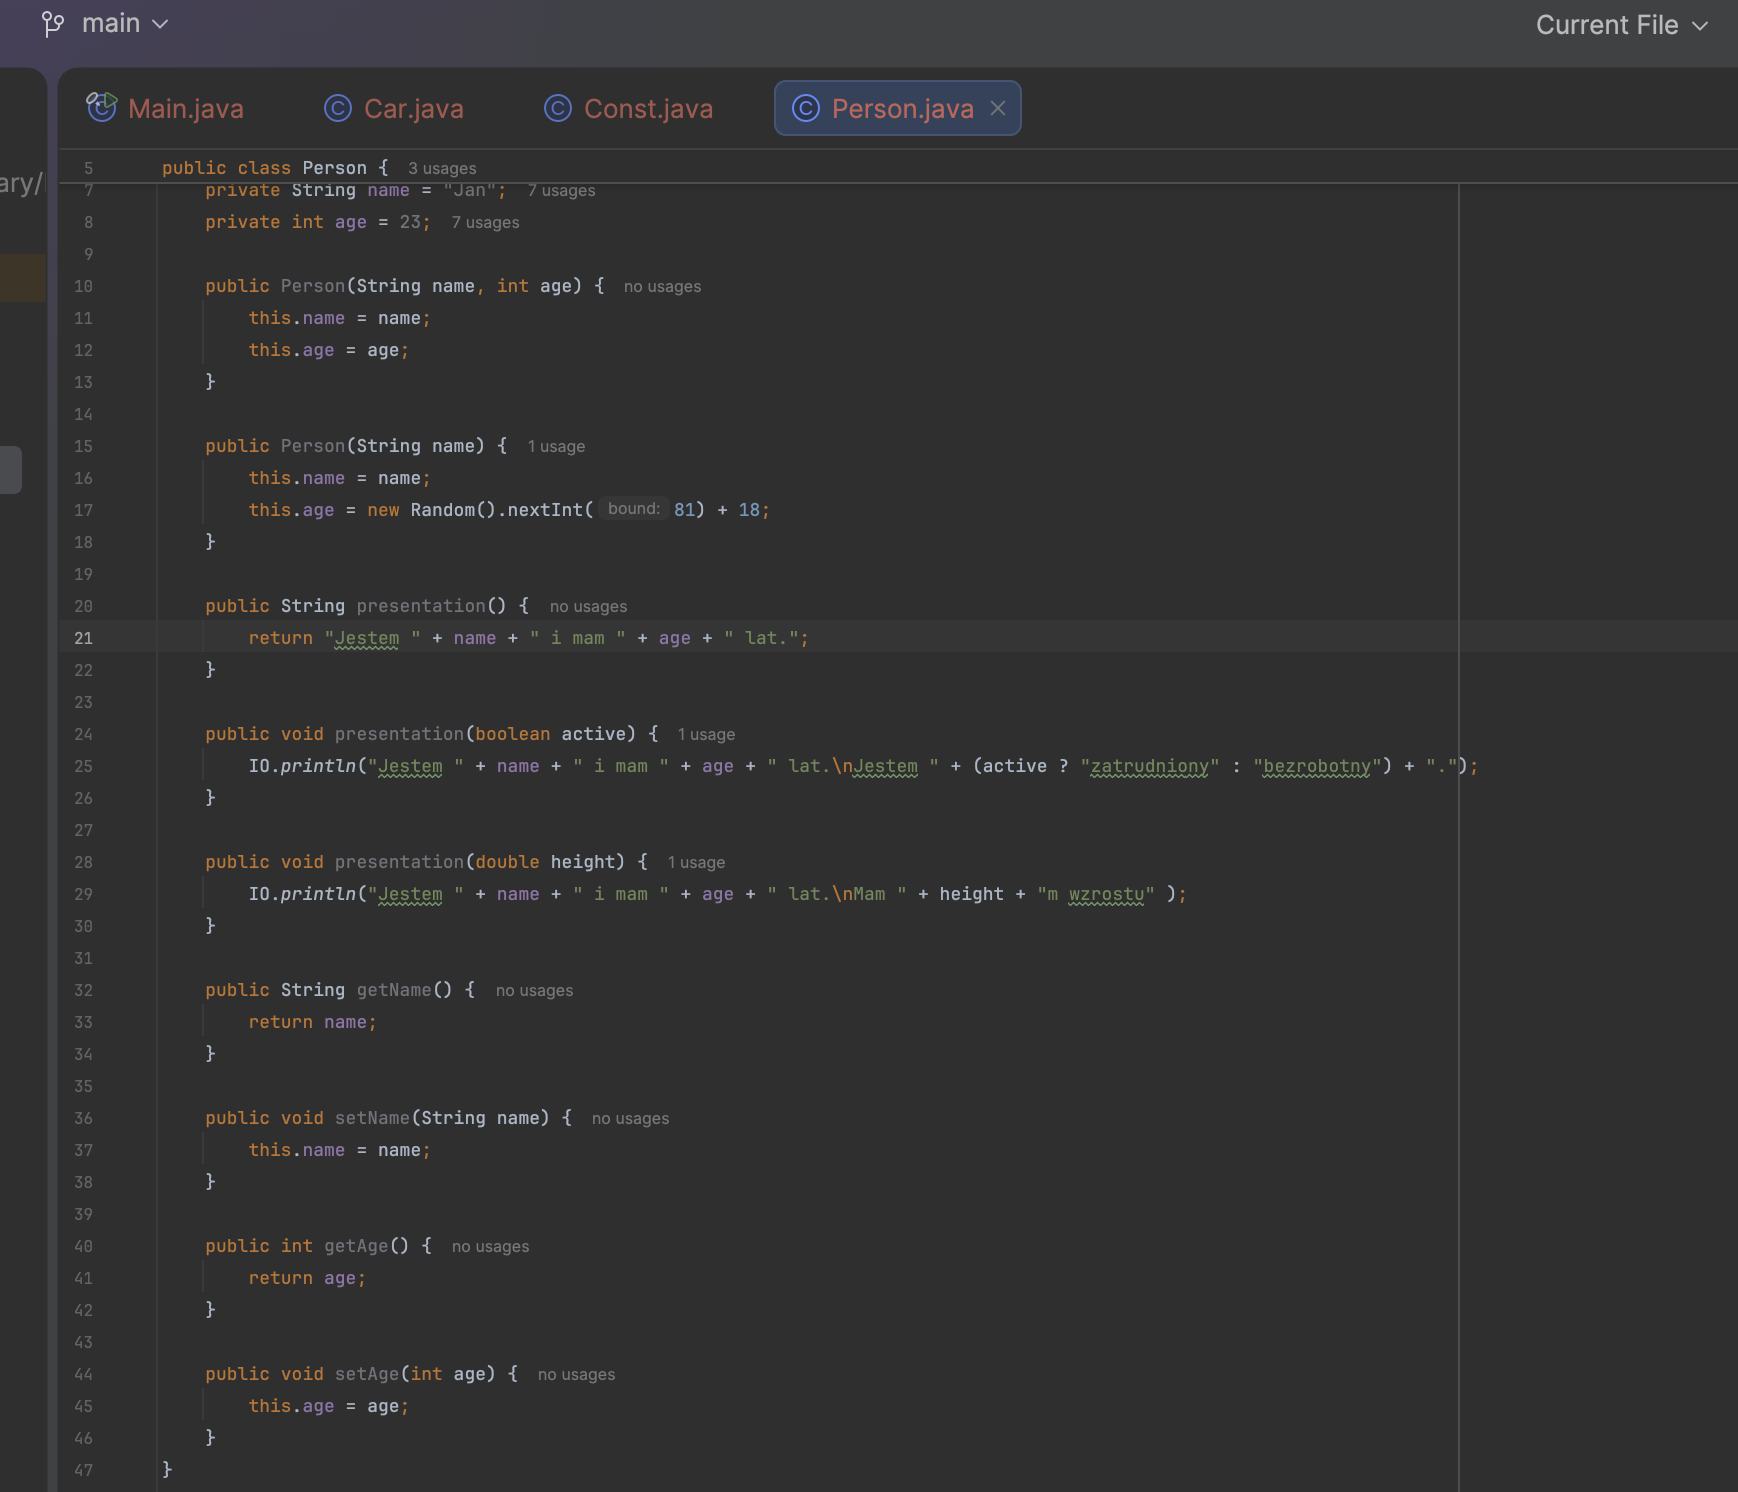 main
Current File
Main.java Car.java Const.java Person.java
ary/
5 public class Person { 3 usages
7 private String name = "Jan"; 7 usages
8 private int age = 23; 7 usages
9
10 public Person(String name, int age) { no usages
11 this.name = name;
12 this.age = age;
13 }
14
15 public Person(String name) { 1 usage
16 this.name = name;
17 this.age = new Random().nextInt( bound: 81) + 18;
18 }
19
20 public String presentation() { no usages
21 return "Jestem " + name + " i mam " + age + " lat.";
22 }
23
24 public void presentation(boolean active) { 1 usage
25 IO.println("Jestem " + name + " i mam " + age + " lat.\nJestem " + (active ? "zatrudniony" : "bezrobotny") + ".");
26 }
27
28 public void presentation(double height) { 1 usage
29 IO.println("Jestem " + name + " i mam " + age + " lat.\nMam " + height + "m wzrostu" );
30 }
31
32 public String getName() { no usages
33 return name;
34 }
35
36 public void setName(String name) { no usages
37 this.name = name;
38 }
39
40 public int getAge() { no usages
41 return age;
42 }
43
44 public void setAge(int age) { no usages
45 this.age = age;
46 }
47 }